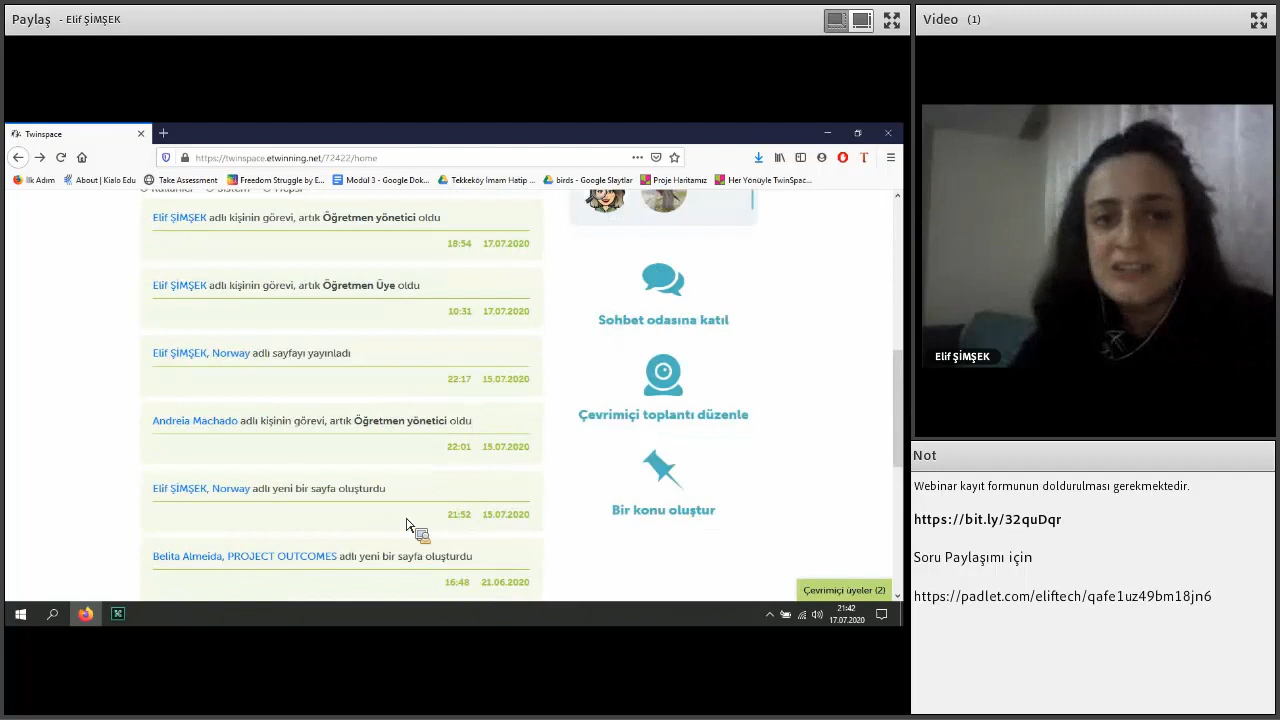 Paylaş - Elif ŞİMŞEK
Video (1)
Twinspace
https://twinspace.etwinning.net/72422/home
İlk Adım
About | Kialo Edu
Take Assessment
Freedom Struggle by E...
Modül 3 - Google Dok...
Tekkeköy İmam Hatip ...
birds - Google Slaytlar
Proje Haritamız
Her Yönüyle TwinSpac...
Elif ŞİMŞEK adlı kişinin görevi, artık Öğretmen yönetici oldu
18:54 17.07.2020
Elif ŞİMŞEK adlı kişinin görevi, artık Öğretmen Üye oldu
10:31 17.07.2020
Elif ŞİMŞEK, Norway adlı sayfayı yayınladı
22:17 15.07.2020
Andreia Machado adlı kişinin görevi, artık Öğretmen yönetici oldu
22:01 15.07.2020
Elif ŞİMŞEK, Norway adlı yeni bir sayfa oluşturdu
21:52 15.07.2020
Belita Almeida, PROJECT OUTCOMES adlı yeni bir sayfa oluşturdu
16:48 21.06.2020
Sohbet odasına katıl
Çevrimiçi toplantı düzenle
Bir konu oluştur
Çevrimiçi üyeler (2)
21:42
17.07.2020
Elif ŞİMŞEK
Not
Webinar kayıt formunun doldurulması gerekmektedir.
https://bit.ly/32quDqr
Soru Paylaşımı için
https://padlet.com/eliftech/qafe1uz49bm18jn6